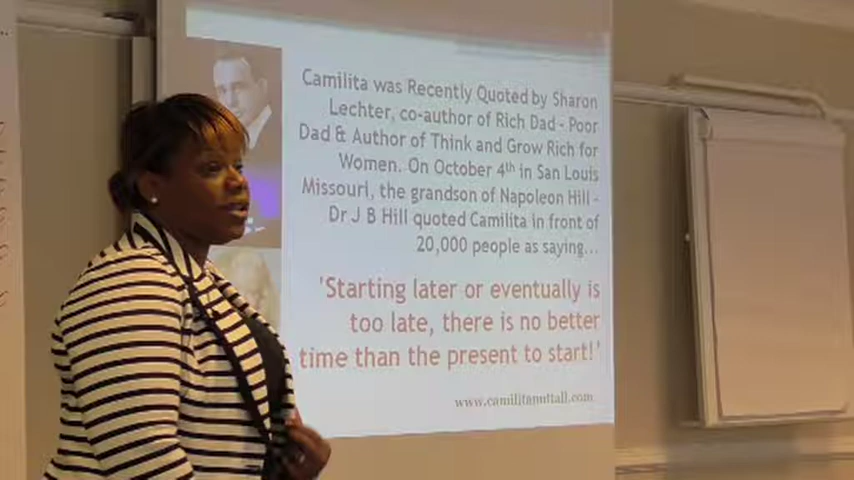 Camilita was Recently Quoted by Sharon
Lechter, co-author of Rich Dad - Poor
Dad & Author of Think and Grow Rich for
Women. On October 4th in San Louis
Missouri, the grandson of Napoleon Hill -
Dr J B Hill quoted Camilita in front of
20,000 people as saying...
'Starting later or eventually is
too late, there is no better
time than the present to start!'
www.camilitanuttall.com